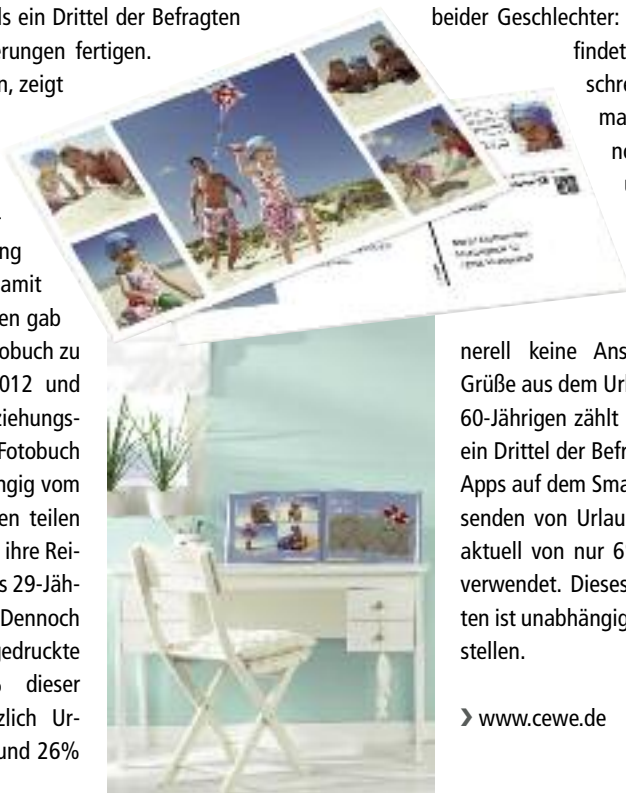 ls ein Drittel der Befragten
erungen fertigen.
n, zeigt
ng
amit
en gab
obuch zu
012 und
ziehungs-
Fotobuch
ngig vom
en teilen
ihre Rei-
s 29-Jäh-
Dennoch
gedruckte
dieser
zlich Ur-
und 26%
beider Geschlechter:
findet
schre
ma
ne
nerell keine Ans
Grüße aus dem Url
60-Jährigen zählt
ein Drittel der Befr
Apps auf dem Sma
senden von Urlau
aktuell von nur 6
verwendet. Dieses
ten ist unabhängig
stellen.
❯ www.cewe.de